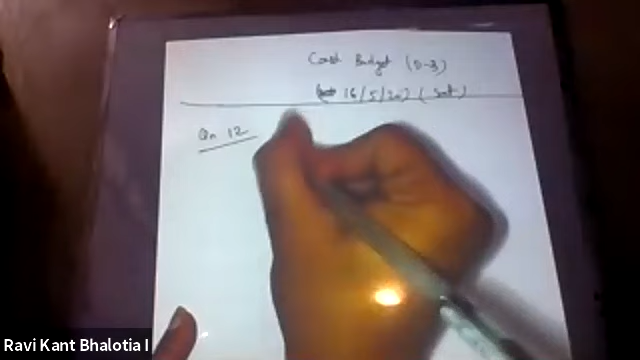 Cash Budget (D-3)
16/5/20) (Sat)
Qn 12
Ravi Kant Bhalotia I